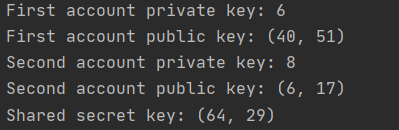 First account private key: 6
First account public key: (40, 51)
Second account private key: 8
Second account public key: (6, 17)
Shared secret key: (64, 29)